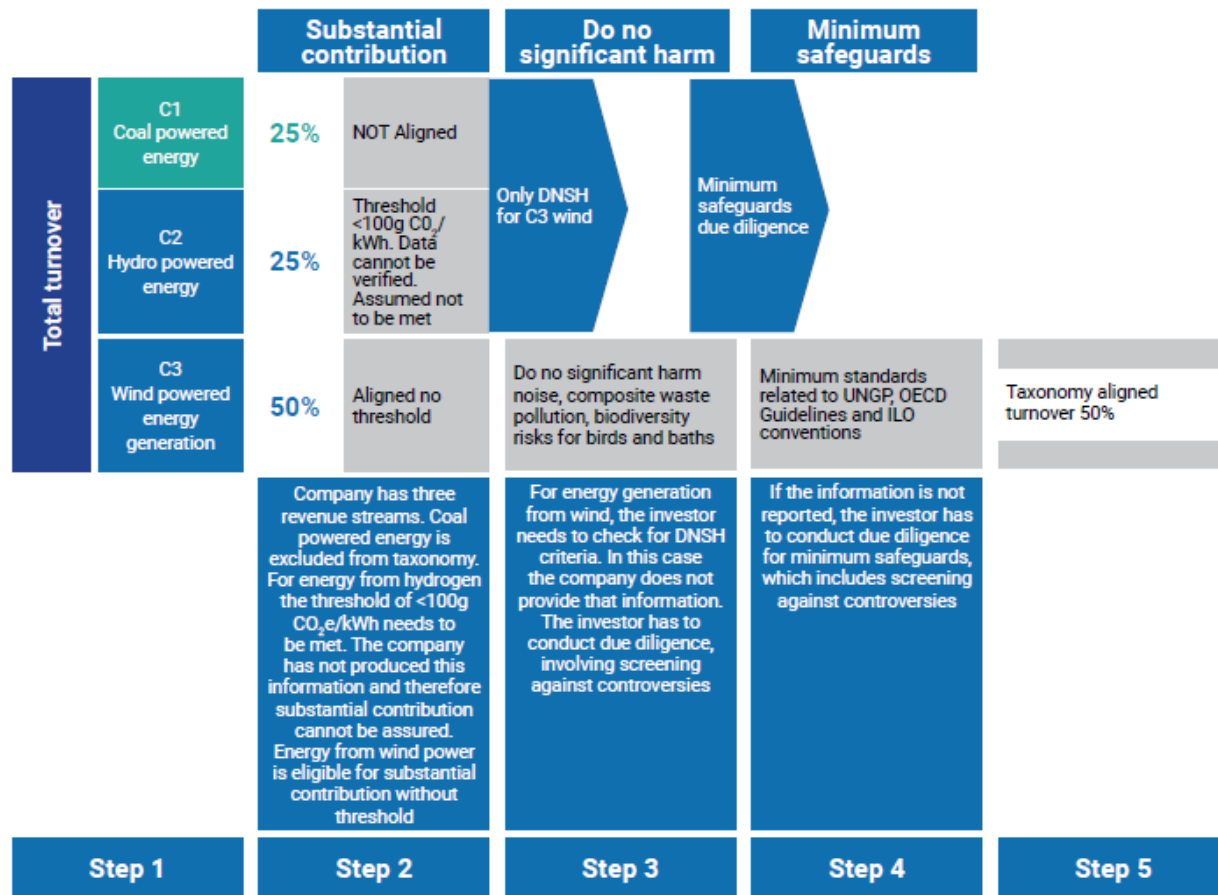 Substantial
contribution
Do no
significant harm
Minimum
safeguards
Total turnover
C1
Coal powered
energy
25%
NOT Aligned
C2
Hydro powered
energy
25%
Threshold
<100g C0₂/
kWh. Data
cannot be
verified.
Assumed not
to be met
Only DNSH
for C3 wind
Minimum
safeguards
due diligence
C3
Wind powered
energy
generation
50%
Aligned no
threshold
Do no significant harm
noise, composite waste
pollution, biodiversity
risks for birds and baths
Minimum standards
related to UNGP, OECD
Guidelines and ILO
conventions
Taxonomy aligned
turnover 50%
Company has three
revenue streams. Coal
powered energy is
excluded from taxonomy.
For energy from hydrogen
the threshold of <100g
CO₂e/kWh needs to
be met. The company
has not produced this
information and therefore
substantial contribution
cannot be assured.
Energy from wind power
is eligible for substantial
contribution without
threshold
For energy generation
from wind, the investor
needs to check for DNSH
criteria. In this case
the company does not
provide that information.
The investor has to
conduct due diligence,
involving screening
against controversies
If the information is not
reported, the investor has
to conduct due diligence
for minimum safeguards,
which includes screening
against controversies
Step 1
Step 2
Step 3
Step 4
Step 5